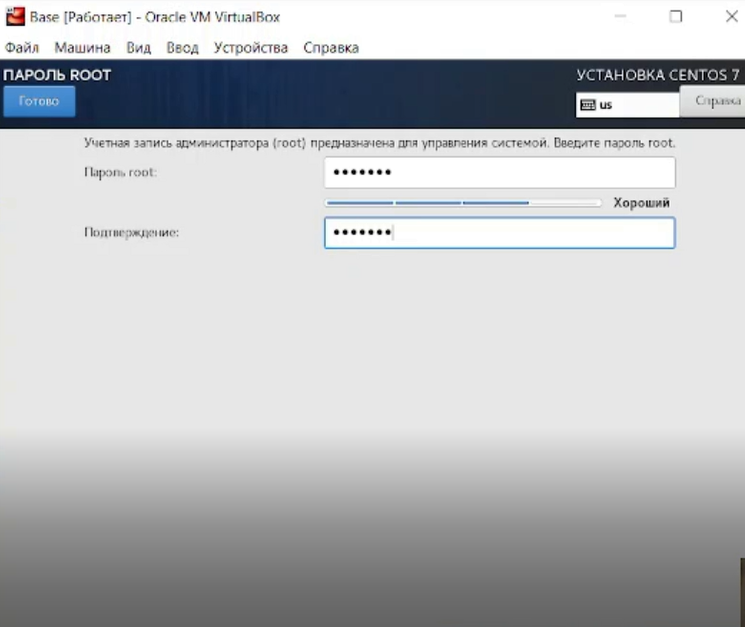 Base [Работает] - Oracle VM VirtualBox
Файл Машина Вид Ввод Устройства Справка
ПАРОЛЬ ROOT
УСТАНОВКА CENTOS 7
Готово
us
Справка
Учетная запись администратора (root) предназначена для управления системой. Введите пароль root.
Пароль root: •••••••
Хороший
Подтверждение: •••••••